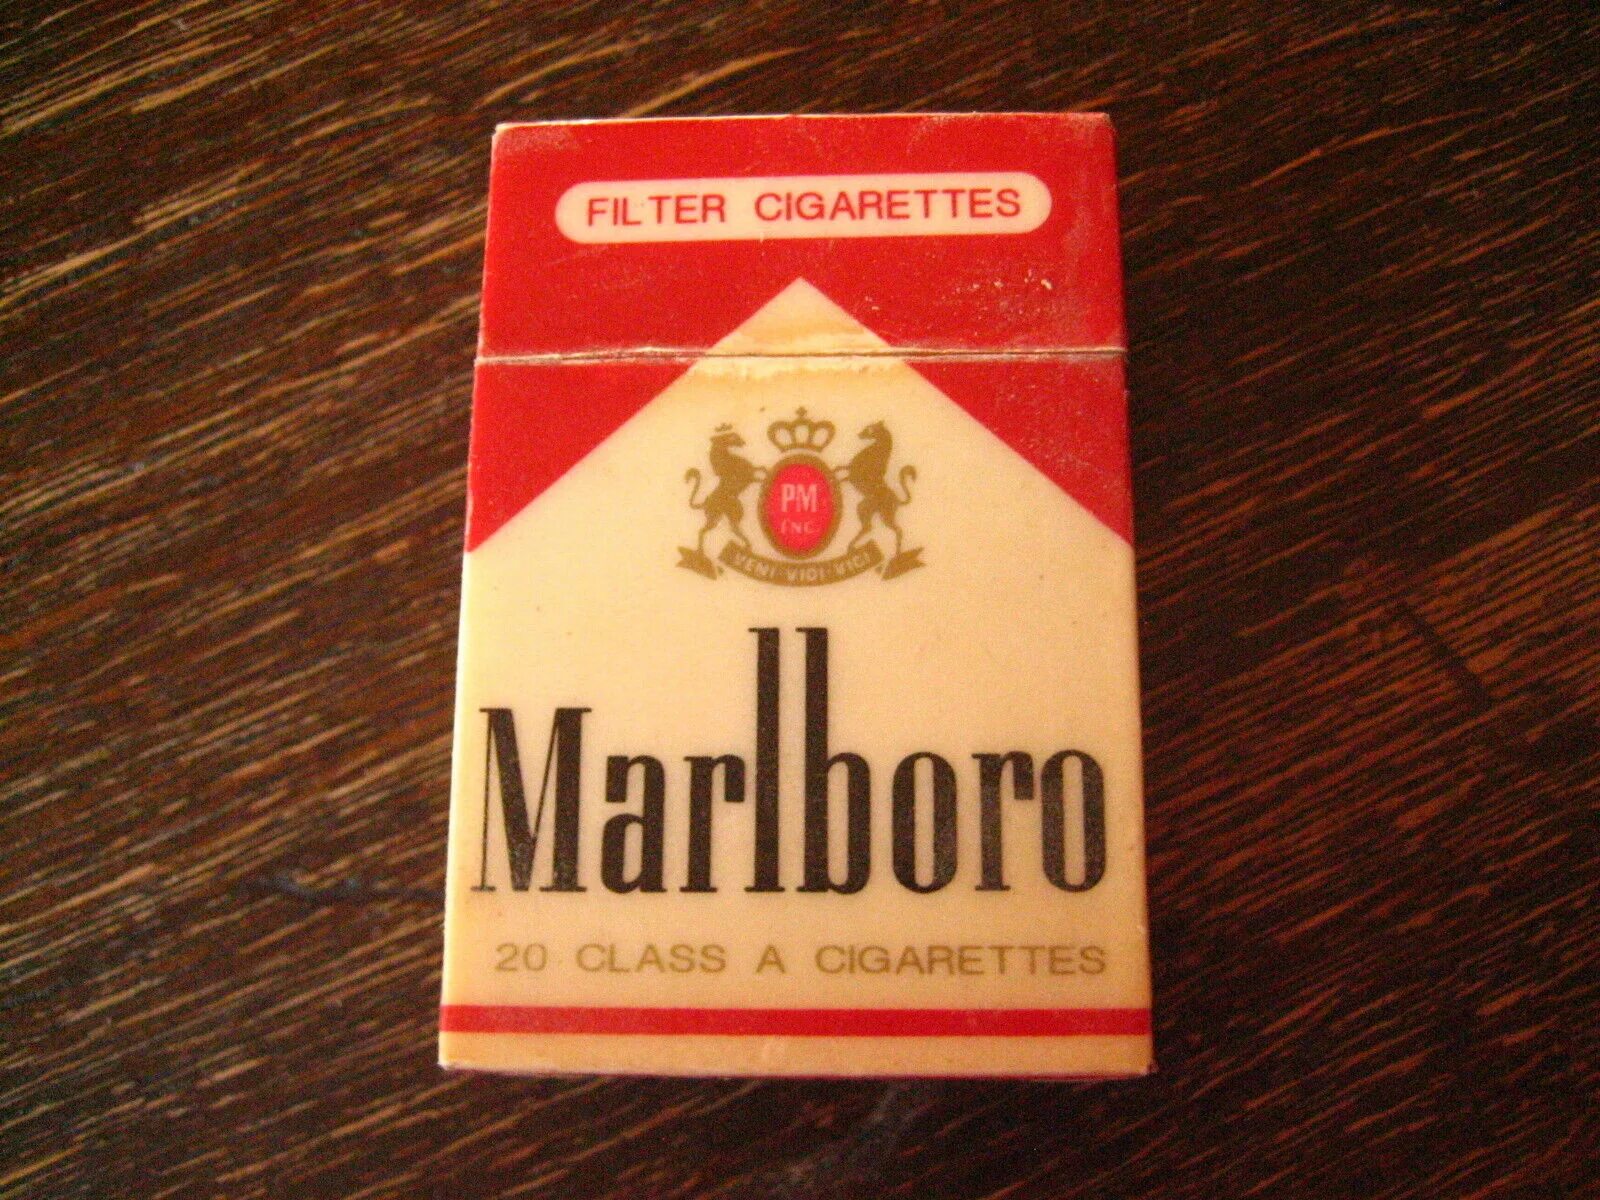 FILTER CIGARETTES
PM
INC
VENI·VIDI·VICI
Marlboro
20 CLASS A CIGARETTES